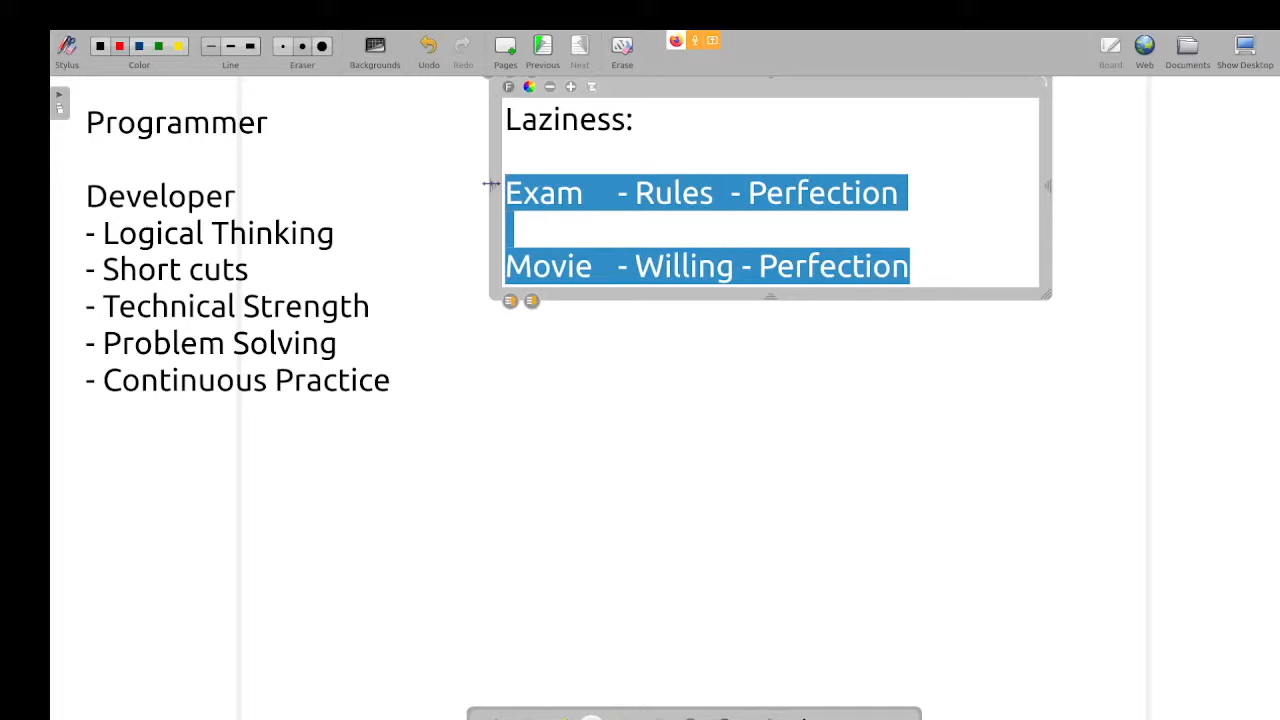 Stylus
Color
Line
Eraser
Backgrounds
Undo
Redo
Pages
Previous
Next
Erase
Board
Web
Documents
Show Desktop
Programmer
Developer
- Logical Thinking
- Short cuts
- Technical Strength
- Problem Solving
- Continuous Practice
F
Laziness:
Exam - Rules - Perfection
Movie - Willing - Perfection